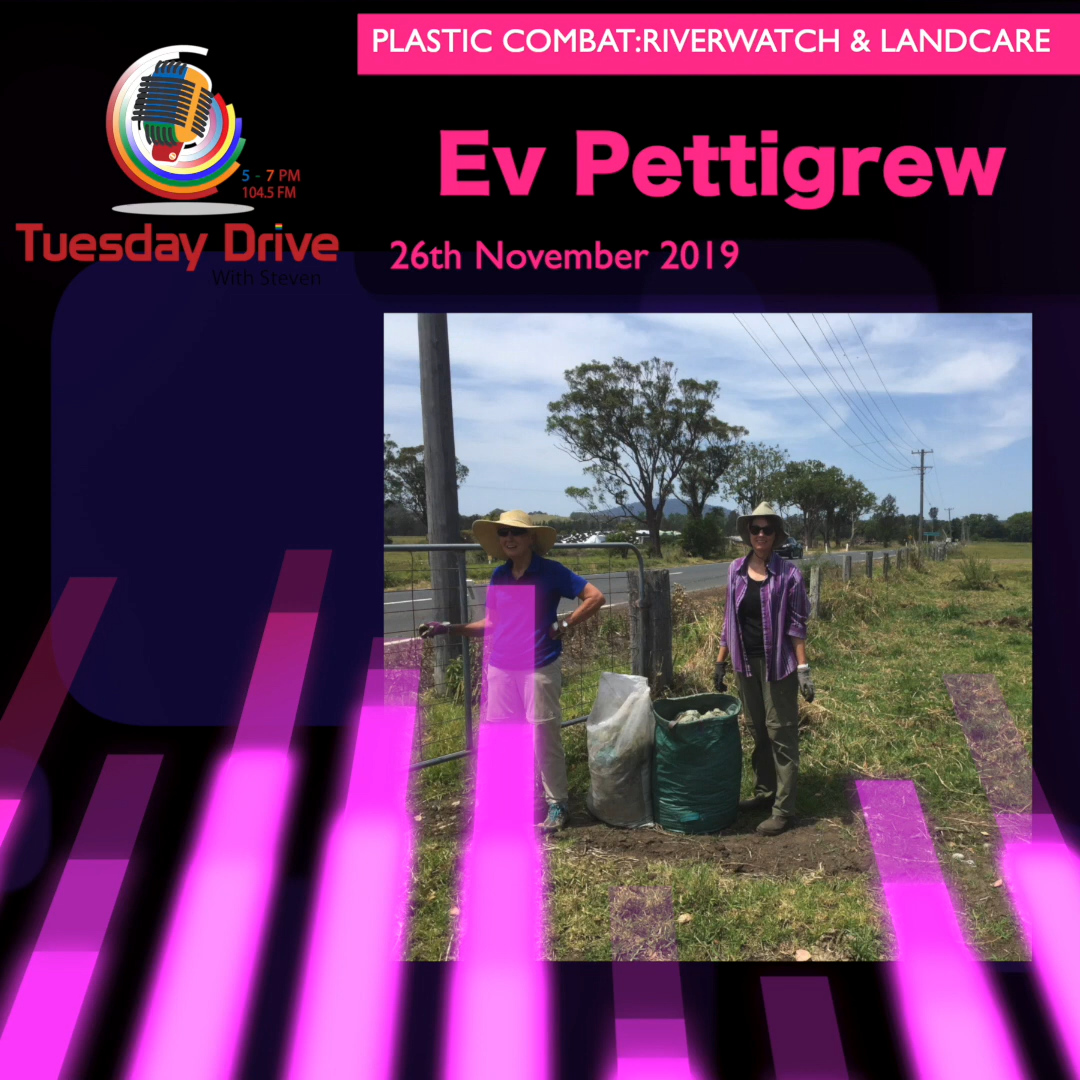 PLASTIC COMBAT:RIVERWATCH & LANDCARE
Ev Pettigrew
26th November 2019
5 - 7 PM
104.5 FM
Tuesday Drive
With Steven